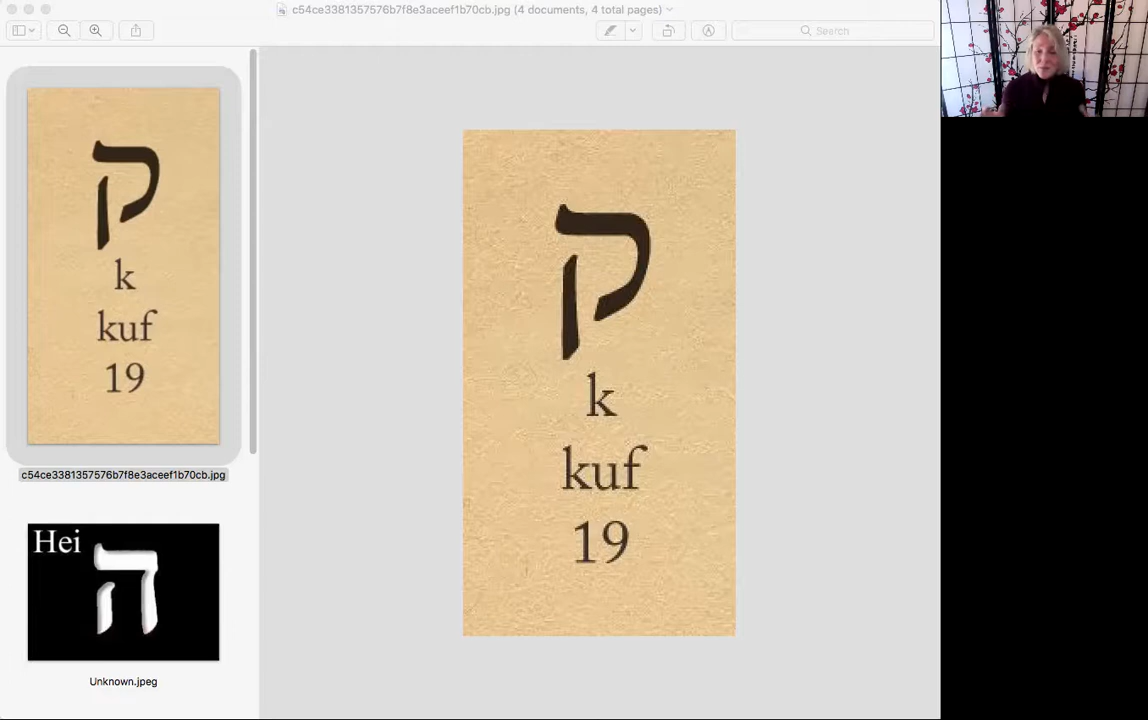 c54ce3381357576b7f8e3aceef1b70cb.jpg (4 documents, 4 total pages)
Search
ק
k
kuf
19
c54ce3381357576b7f8e3aceef1b70cb.jpg
Hei
ה
Unknown.jpeg
ק
k
kuf
19